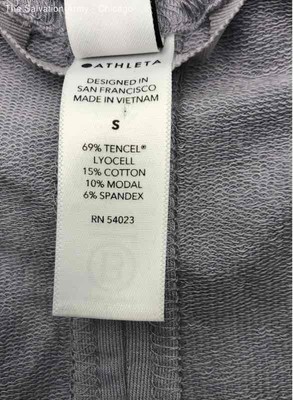 The Salvation Army - Chicago
ATHLETA
DESIGNED IN
SAN FRANCISCO
MADE IN VIETNAM
S
69% TENCEL®
LYOCELL
15% COTTON
10% MODAL
6% SPANDEX
RN 54023
B